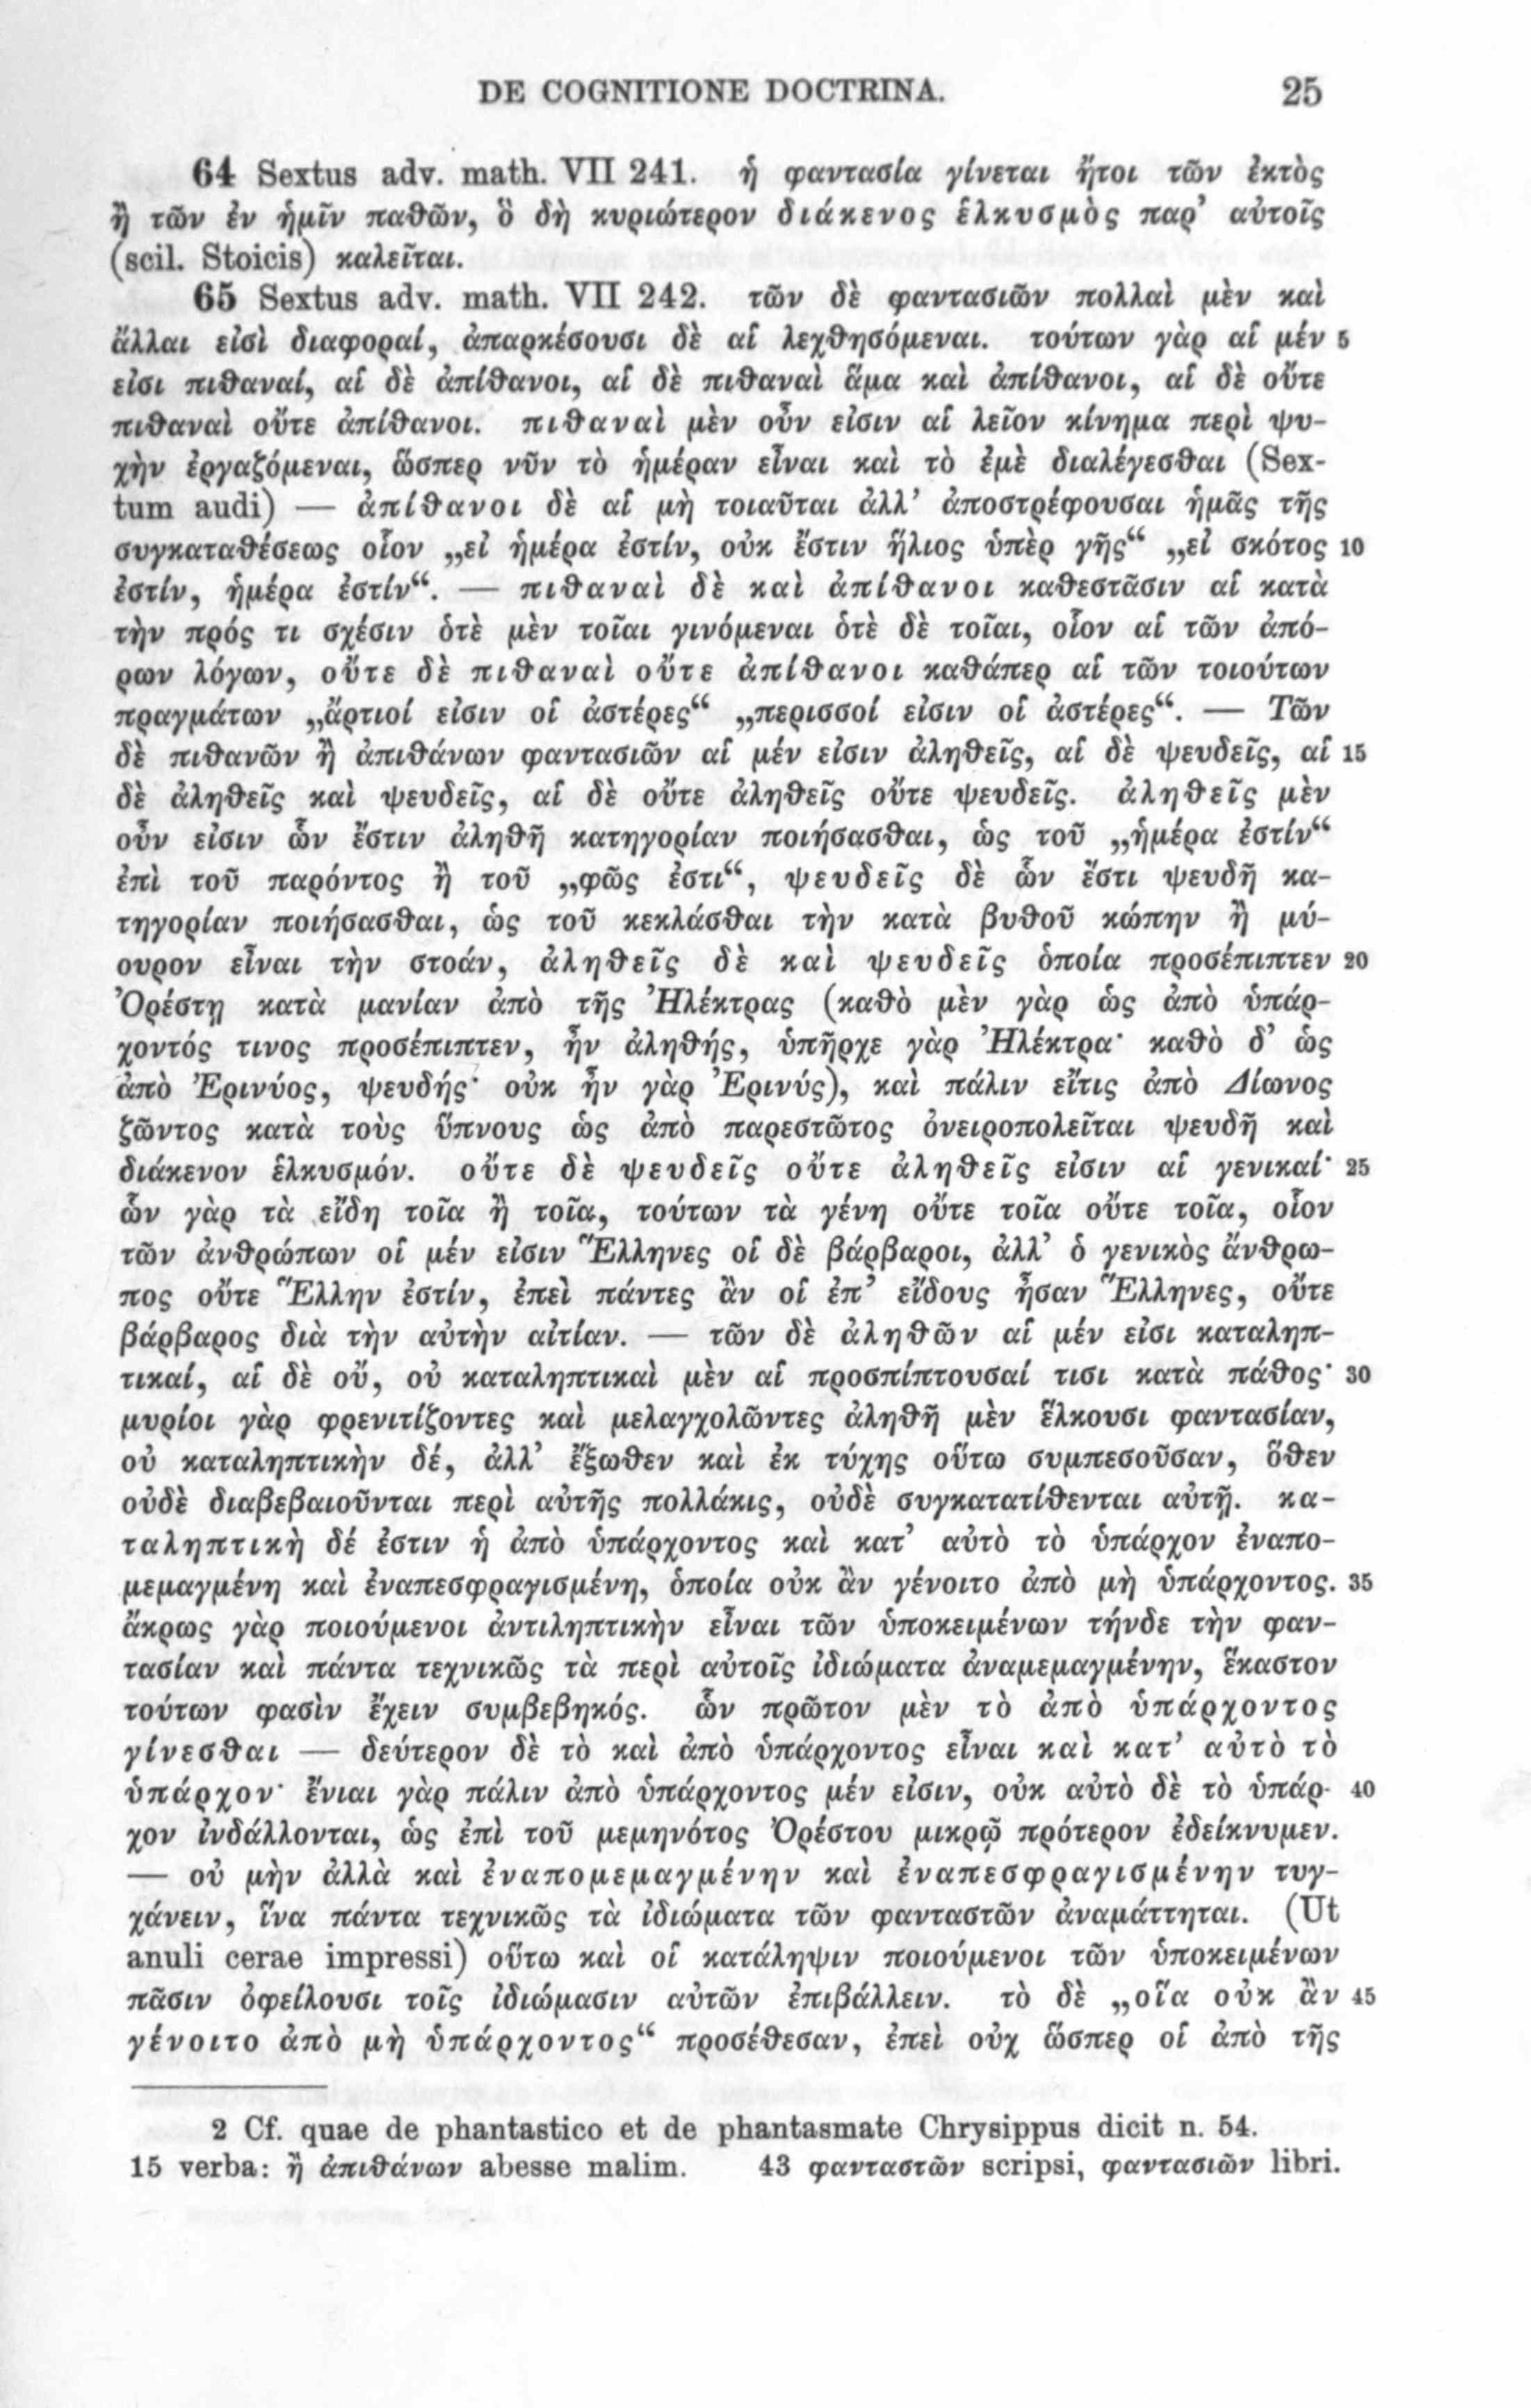 DE COGNITIONE DOCTRINA. 25
64 Sextus adv. math. VII 241. ἡ φαντασία γίνεται ἤτοι τῶν ἐκτὸς
ἢ τῶν ἐν ἡμῖν παθῶν, ὃ δὴ κυριώτερον διάκενος ἑλκυσμὸς παρ’ αὐτοῖς
(scil. Stoicis) καλεῖται.
65 Sextus adv. math. VII 242. τῶν δὲ φαντασιῶν πολλαὶ μὲν καὶ
ἄλλαι εἰσὶ διαφοραί, ἀπαρκέσουσι δὲ αἱ λεχθησόμεναι. τούτων γὰρ αἱ μέν 5
εἰσι πιθαναί, αἱ δὲ ἀπίθανοι, αἱ δὲ πιθαναὶ ἅμα καὶ ἀπίθανοι, αἱ δὲ οὔτε
πιθαναὶ οὔτε ἀπίθανοι. πιθαναὶ μὲν οὖν εἰσιν αἱ λεῖον κίνημα περὶ ψυ-
χὴν ἐργαζόμεναι, ὥσπερ νῦν τὸ ἡμέραν εἶναι καὶ τὸ ἐμὲ διαλέγεσθαι (Sex-
tum audi) — ἀπίθανοι δὲ αἱ μὴ τοιαῦται ἀλλ’ ἀποστρέφουσαι ἡμᾶς τῆς
συγκαταθέσεως οἷον „εἰ ἡμέρα ἐστίν, οὐκ ἔστιν ἥλιος ὑπὲρ γῆς“ „εἰ σκότος 10
ἐστίν, ἡμέρα ἐστίν“. — πιθαναὶ δὲ καὶ ἀπίθανοι καθεστᾶσιν αἱ κατὰ
τὴν πρός τι σχέσιν ὁτὲ μὲν τοῖαι γινόμεναι ὁτὲ δὲ τοῖαι, οἷον αἱ τῶν ἀπό-
ρων λόγων, οὔτε δὲ πιθαναὶ οὔτε ἀπίθανοι καθάπερ αἱ τῶν τοιούτων
πραγμάτων „ἄρτιοί εἰσιν οἱ ἀστέρες“ „περισσοί εἰσιν οἱ ἀστέρες“. — Τῶν
δὲ πιθανῶν ἢ ἀπιθάνων φαντασιῶν αἱ μέν εἰσιν ἀληθεῖς, αἱ δὲ ψευδεῖς, αἱ 15
δὲ ἀληθεῖς καὶ ψευδεῖς, αἱ δὲ οὔτε ἀληθεῖς οὔτε ψευδεῖς. ἀληθεῖς μὲν
οὖν εἰσιν ὧν ἔστιν ἀληθῆ κατηγορίαν ποιήσασθαι, ὡς τοῦ „ἡμέρα ἐστίν“
ἐπὶ τοῦ παρόντος ἢ τοῦ „φῶς ἐστι“, ψευδεῖς δὲ ὧν ἔστι ψευδῆ κα-
τηγορίαν ποιήσασθαι, ὡς τοῦ κεκλάσθαι τὴν κατὰ βυθοῦ κώπην ἢ μύ-
ουρον εἶναι τὴν στοάν, ἀληθεῖς δὲ καὶ ψευδεῖς ὁποία προσέπιπτεν 20
Ὀρέστῃ κατὰ μανίαν ἀπὸ τῆς Ἠλέκτρας (καθὸ μὲν γὰρ ὡς ἀπὸ ὑπάρ-
χοντός τινος προσέπιπτεν, ἦν ἀληθής, ὑπῆρχε γὰρ Ἠλέκτρα· καθὸ δ’ ὡς
ἀπὸ Ἐρινύος, ψευδής· οὐκ ἦν γὰρ Ἐρινύς), καὶ πάλιν εἴτις ἀπὸ Δίωνος
ζῶντος κατὰ τοὺς ὕπνους ὡς ἀπὸ παρεστῶτος ὀνειροπολεῖται ψευδῆ καὶ
διάκενον ἑλκυσμόν. οὔτε δὲ ψευδεῖς οὔτε ἀληθεῖς εἰσιν αἱ γενικαί· 25
ὧν γὰρ τὰ εἴδη τοῖα ἢ τοῖα, τούτων τὰ γένη οὔτε τοῖα οὔτε τοῖα, οἷον
τῶν ἀνθρώπων οἱ μέν εἰσιν Ἕλληνες οἱ δὲ βάρβαροι, ἀλλ’ ὁ γενικὸς ἄνθρω-
πος οὔτε Ἕλλην ἐστίν, ἐπεὶ πάντες ἂν οἱ ἐπ’ εἴδους ἦσαν Ἕλληνες, οὔτε
βάρβαρος διὰ τὴν αὐτὴν αἰτίαν. — τῶν δὲ ἀληθῶν αἱ μέν εἰσι καταληπ-
τικαί, αἱ δὲ οὔ, οὐ καταληπτικαὶ μὲν αἱ προσπίπτουσαί τισι κατὰ πάθος· 30
μυρίοι γὰρ φρενιτίζοντες καὶ μελαγχολῶντες ἀληθῆ μὲν ἕλκουσι φαντασίαν,
οὐ καταληπτικὴν δέ, ἀλλ’ ἔξωθεν καὶ ἐκ τύχης οὕτω συμπεσοῦσαν, ὅθεν
οὐδὲ διαβεβαιοῦνται περὶ αὐτῆς πολλάκις, οὐδὲ συγκατατίθενται αὐτῇ. κα-
ταληπτικὴ δέ ἐστιν ἡ ἀπὸ ὑπάρχοντος καὶ κατ’ αὐτὸ τὸ ὑπάρχον ἐναπο-
μεμαγμένη καὶ ἐναπεσφραγισμένη, ὁποία οὐκ ἂν γένοιτο ἀπὸ μὴ ὑπάρχοντος. 35
ἄκρως γὰρ ποιούμενοι ἀντιληπτικὴν εἶναι τῶν ὑποκειμένων τήνδε τὴν φαν-
τασίαν καὶ πάντα τεχνικῶς τὰ περὶ αὐτοῖς ἰδιώματα ἀναμεμαγμένην, ἕκαστον
τούτων φασὶν ἔχειν συμβεβηκός. ὧν πρῶτον μὲν τὸ ἀπὸ ὑπάρχοντος
γίνεσθαι — δεύτερον δὲ τὸ καὶ ἀπὸ ὑπάρχοντος εἶναι καὶ κατ’ αὐτὸ τὸ
ὑπάρχον· ἔνιαι γὰρ πάλιν ἀπὸ ὑπάρχοντος μέν εἰσιν, οὐκ αὐτὸ δὲ τὸ ὑπάρ- 40
χον ἰνδάλλονται, ὡς ἐπὶ τοῦ μεμηνότος Ὀρέστου μικρῷ πρότερον ἐδείκνυμεν.
— οὐ μὴν ἀλλὰ καὶ ἐναπομεμαγμένην καὶ ἐναπεσφραγισμένην τυγ-
χάνειν, ἵνα πάντα τεχνικῶς τὰ ἰδιώματα τῶν φανταστῶν ἀναμάττηται. (Ut
anuli cerae impressi) οὕτω καὶ οἱ κατάληψιν ποιούμενοι τῶν ὑποκειμένων
πᾶσιν ὀφείλουσι τοῖς ἰδιώμασιν αὐτῶν ἐπιβάλλειν. τὸ δὲ „οἵα οὐκ ἂν 45
γένοιτο ἀπὸ μὴ ὑπάρχοντος“ προσέθεσαν, ἐπεὶ οὐχ ὥσπερ οἱ ἀπὸ τῆς
2 Cf. quae de phantastico et de phantasmate Chrysippus dicit n. 54.
15 verba: ἢ ἀπιθάνων abesse malim. 43 φανταστῶν scripsi, φαντασιῶν libri.